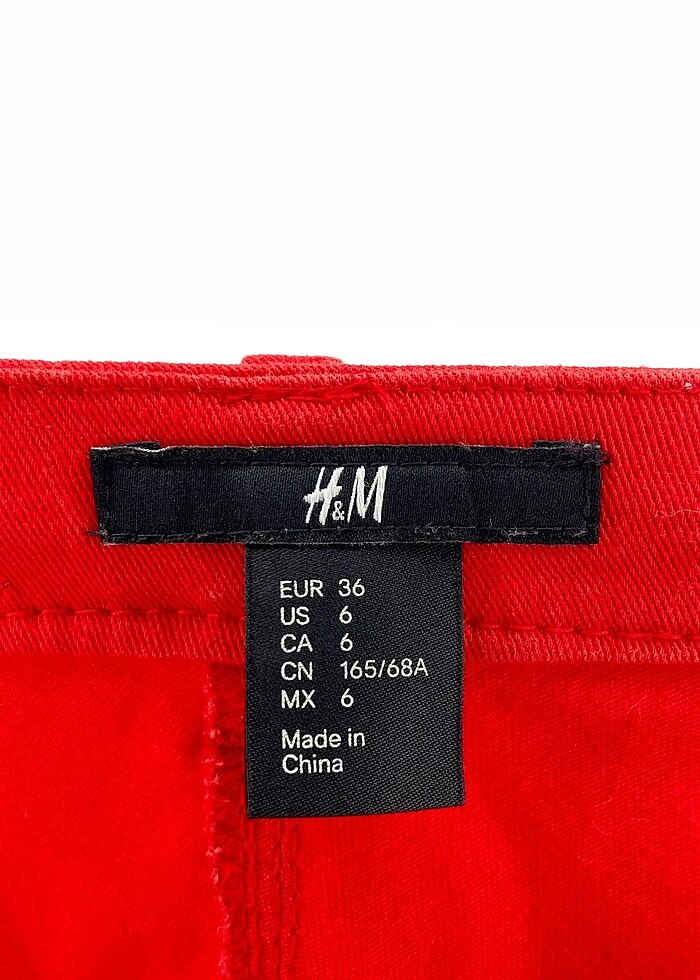 H&M
EUR 36
US 6
CA 6
CN 165/68A
MX 6
Made in
China